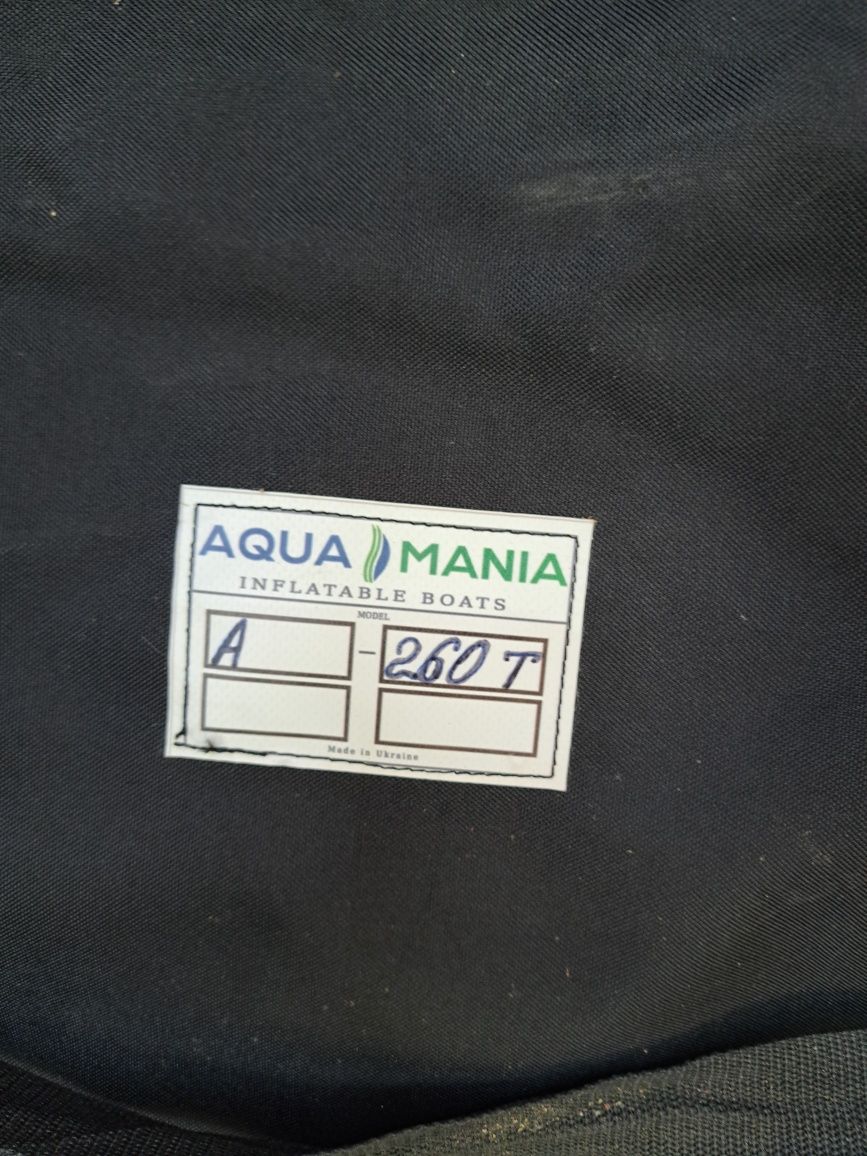 AQUA MANIA
INFLATABLE BOATS
MODEL
A - 260 T
Made in Ukraine